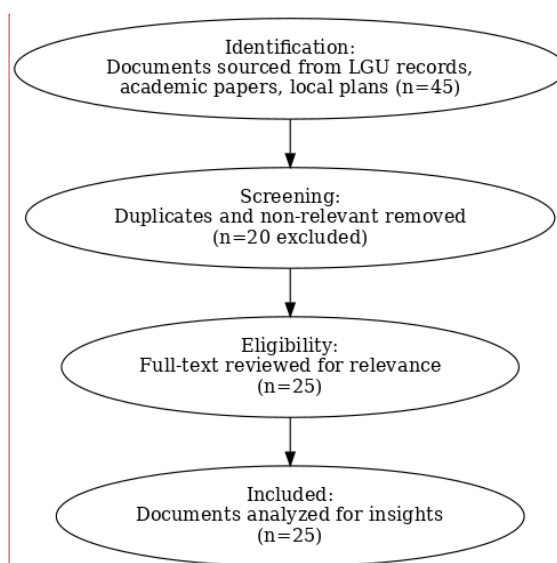 Identification:
Documents sourced from LGU records,
academic papers, local plans (n=45)
Screening:
Duplicates and non-relevant removed
(n=20 excluded)
Eligibility:
Full-text reviewed for relevance
(n=25)
Included:
Documents analyzed for insights
(n=25)